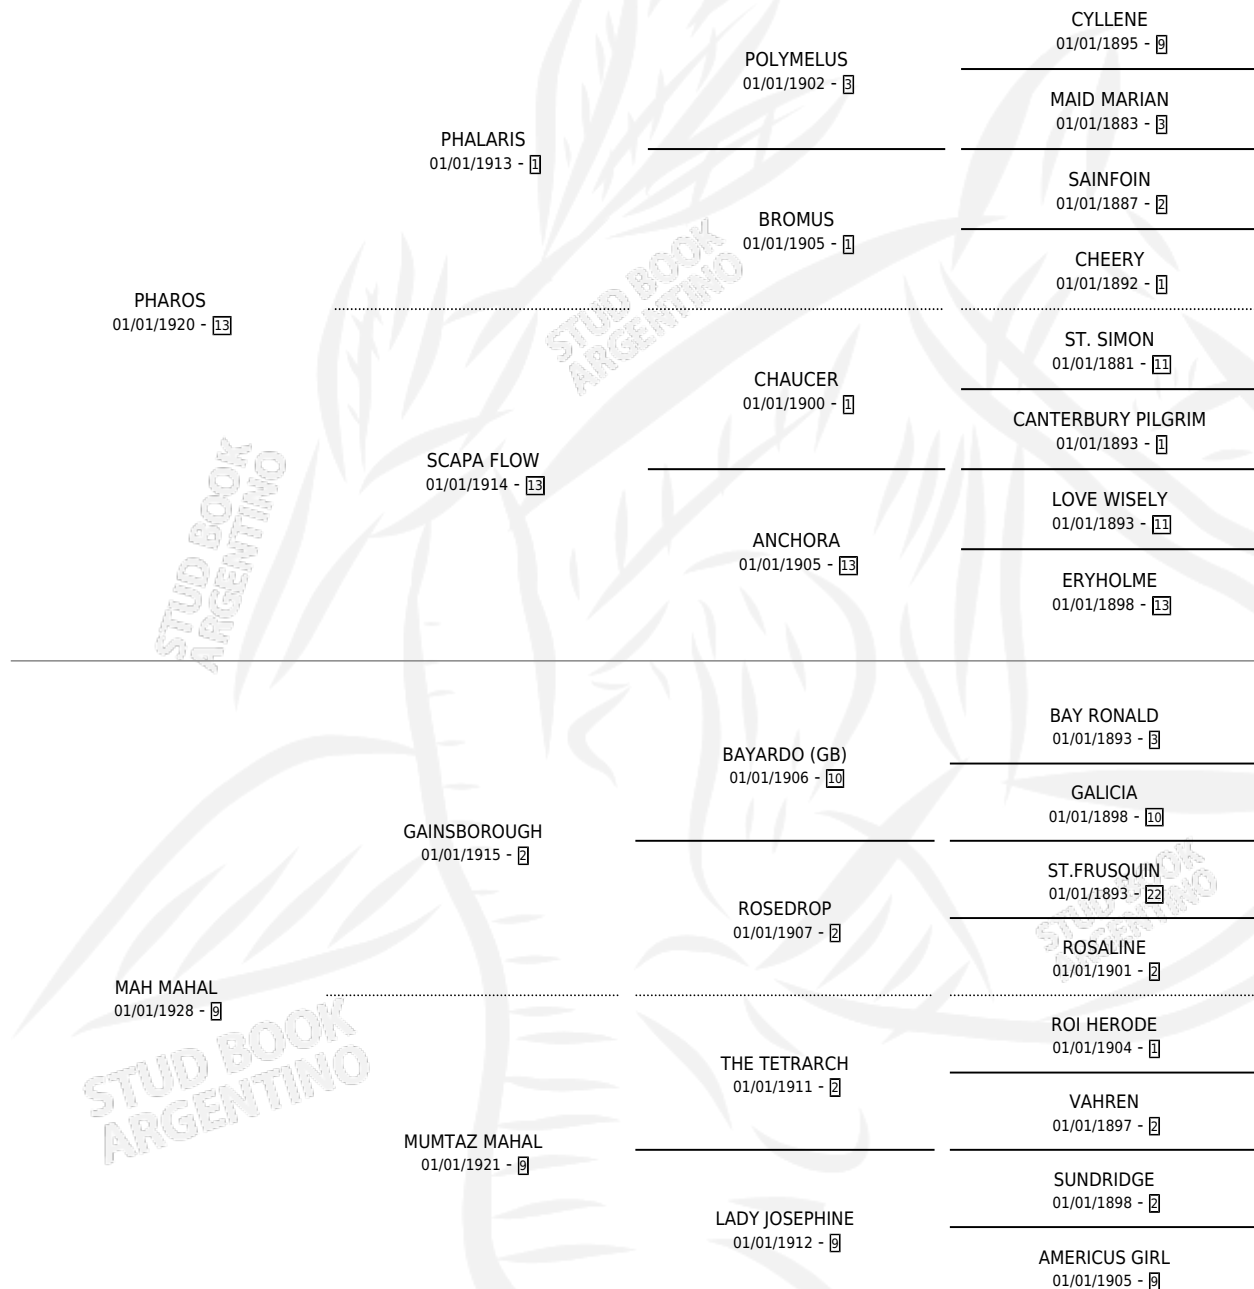 CYLLENE
01/01/1895 - 9
POLYMELUS
01/01/1902 - 3
MAID MARIAN
01/01/1883 - 3
PHALARIS
01/01/1913 - 1
SAINFOIN
01/01/1887 - 2
BROMUS
01/01/1905 - 1
CHEERY
01/01/1892 - 1
PHAROS
01/01/1920 - 13
ST. SIMON
01/01/1881 - 11
CHAUCER
01/01/1900 - 1
CANTERBURY PILGRIM
01/01/1893 - 1
SCAPA FLOW
01/01/1914 - 13
LOVE WISELY
01/01/1893 - 11
ANCHORA
01/01/1905 - 13
ERYHOLME
01/01/1898 - 13
BAY RONALD
01/01/1893 - 3
BAYARDO (GB)
01/01/1906 - 10
GALICIA
01/01/1898 - 10
GAINSBOROUGH
01/01/1915 - 2
ST.FRUSQUIN
01/01/1893 - 22
ROSEDROP
01/01/1907 - 2
ROSALINE
01/01/1901 - 2
MAH MAHAL
01/01/1928 - 9
ROI HERODE
01/01/1904 - 1
THE TETRARCH
01/01/1911 - 2
VAHREN
01/01/1897 - 2
MUMTAZ MAHAL
01/01/1921 - 9
SUNDRIDGE
01/01/1898 - 2
LADY JOSEPHINE
01/01/1912 - 9
AMERICUS GIRL
01/01/1905 - 9
STUD BOOK
ARGENTINO
STUD BOOK
ARGENTINO
STUD BOOK
ARGENTINO
STUD BOOK
ARGENTINO